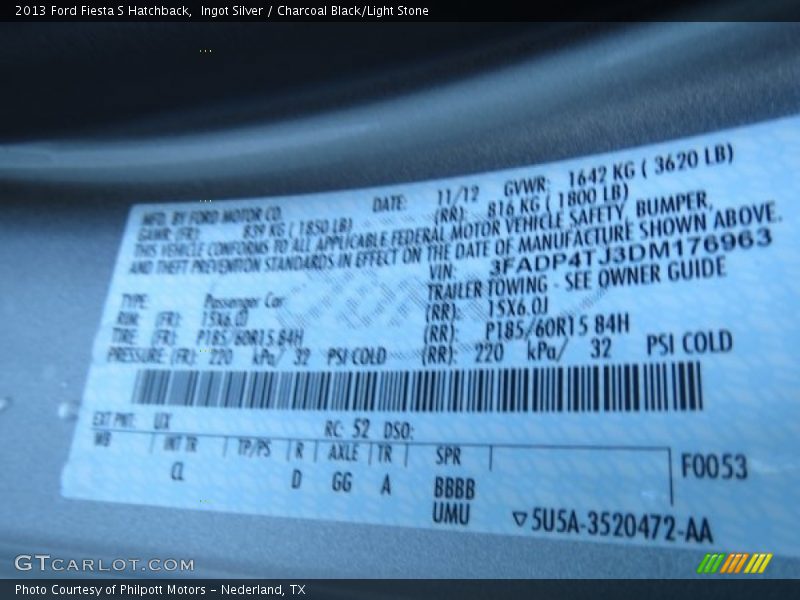 2013 Ford Fiesta S Hatchback, Ingot Silver / Charcoal Black/Light Stone
MFD. BY FORD MOTOR CO. DATE: 11/12 GVWR: 1642 KG ( 3620 LB)
GAWR: (FR): 839 KG ( 1850 LB) (RR): 816 KG ( 1800 LB)
THIS VEHICLE CONFORMS TO ALL APPLICABLE FEDERAL MOTOR VEHICLE SAFETY, BUMPER,
AND THEFT PREVENTION STANDARDS IN EFFECT ON THE DATE OF MANUFACTURE SHOWN ABOVE.
VIN: 3FADP4TJ3DM176963
TYPE: Passenger Car TRAILER TOWING - SEE OWNER GUIDE
RIM: (FR): 15X6.0J (RR): 15X6.0J
TIRE: (FR): P185/60R15 84H (RR): P185/60R15 84H
PRESSURE (FR): 220 kPa/ 32 PSI COLD (RR): 220 kPa/ 32 PSI COLD
EXT PNT: UX RC: 52 DSO:
WB INT TR TP/PS R AXLE TR SPR F0053
CL D GG A BBBB
UMU ▽5U5A-3520472-AA
GTCARLOT.COM
Photo Courtesy of Philpott Motors - Nederland, TX